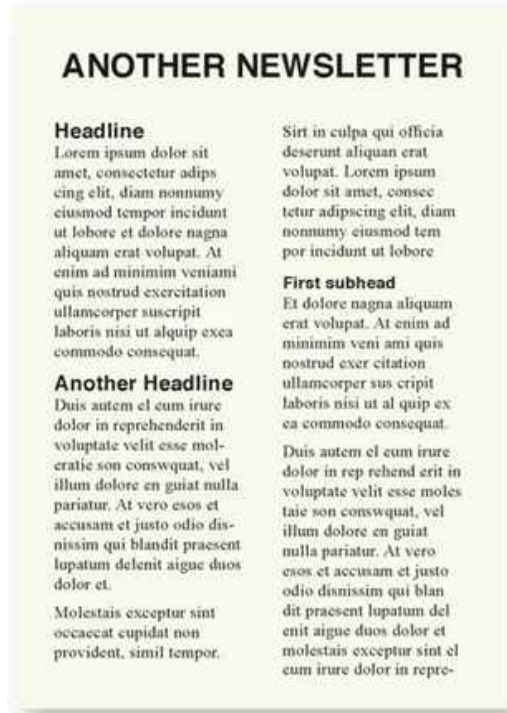 ANOTHER NEWSLETTER
Headline
Lorem ipsum dolor sit
amet, consectetur adips
cing elit, diam nonnumy
eiusmod tempor incidunt
ut lobore et dolore nagna
aliquam erat volupat. At
enim ad minimim veniami
quis nostrud exercitation
ullamcorper suscripit
laboris nisi ut alquip exea
commodo consequat.
Another Headline
Duis autem el eum irure
dolor in reprehenderit in
voluptate velit esse mol-
eratie son conswquat, vel
illum dolore en guiat nulla
pariatur. At vero esos et
accusam et justo odio dis-
nissim qui blandit praesent
lupatum delenit aigue duos
dolor et.
Molestais exceptur sint
occaecat cupidat non
provident, simil tempor.
Sirt in culpa qui officia
deserunt aliquan erat
volupat. Lorem ipsum
dolor sit amet, consec
tetur adipscing elit, diam
nonnumy eiusmod tem
por incidunt ut lobore
First subhead
Et dolore nagna aliquam
erat volupat. At enim ad
minimim veni ami quis
nostrud exer citation
ullamcorper sus cripit
laboris nisi ut al quip ex
ea commodo consequat.
Duis autem el eum irure
dolor in rep rehend erit in
voluptate velit esse moles
taie son conswquat, vel
illum dolore en guiat
nulla pariatur. At vero
esos et accusam et justo
odio disnissim qui blan
dit praesent lupatum del
enit aigue duos dolor et
molestais exceptur sint el
eum irure dolor in repre-